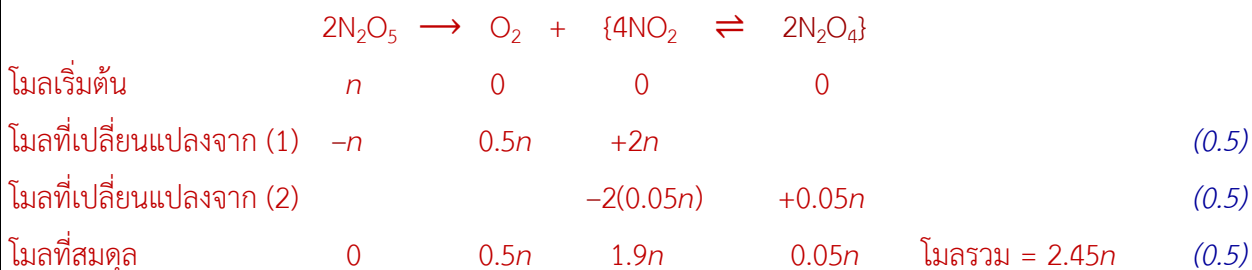 2N₂O₅ ⟶ O₂ + {4NO₂ ⇌ 2N₂O₄}
โมลเริ่มต้น n 0 0 0
โมลที่เปลี่ยนแปลงจาก (1) –n 0.5n +2n (0.5)
โมลที่เปลี่ยนแปลงจาก (2) –2(0.05n) +0.05n (0.5)
โมลที่สมดุล 0 0.5n 1.9n 0.05n โมลรวม = 2.45n (0.5)